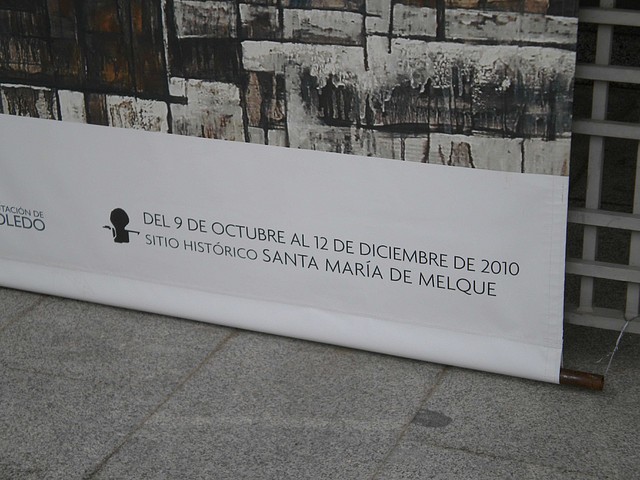 TACIÓN DE
OLEDO
DEL 9 DE OCTUBRE AL 12 DE DICIEMBRE DE 2010
SITIO HISTÓRICO SANTA MARÍA DE MELQUE